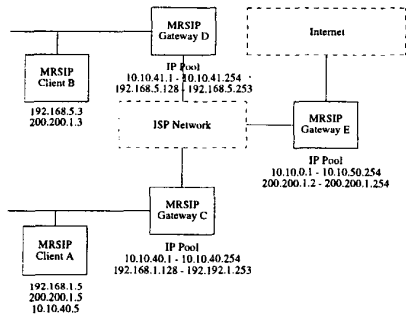 MRSIP
Gateway D
Internet
IP Pool
10.10.41.1 - 10.10.41.254
192.168.5.128 - 192.168.5.253
MRSIP
Client B
192.168.5.3
200.200.1.3
ISP Network
MRSIP
Gateway E
IP Pool
10.10.0.1 - 10.10.50.254
200.200.1.2 - 200.200.1.254
MRSIP
Gateway C
IP Pool
10.10.40.1 - 10.10.40.254
192.168.1.128 - 192.192.1.253
MRSIP
Client A
192.168.1.5
200.200.1.5
10.10.40.5